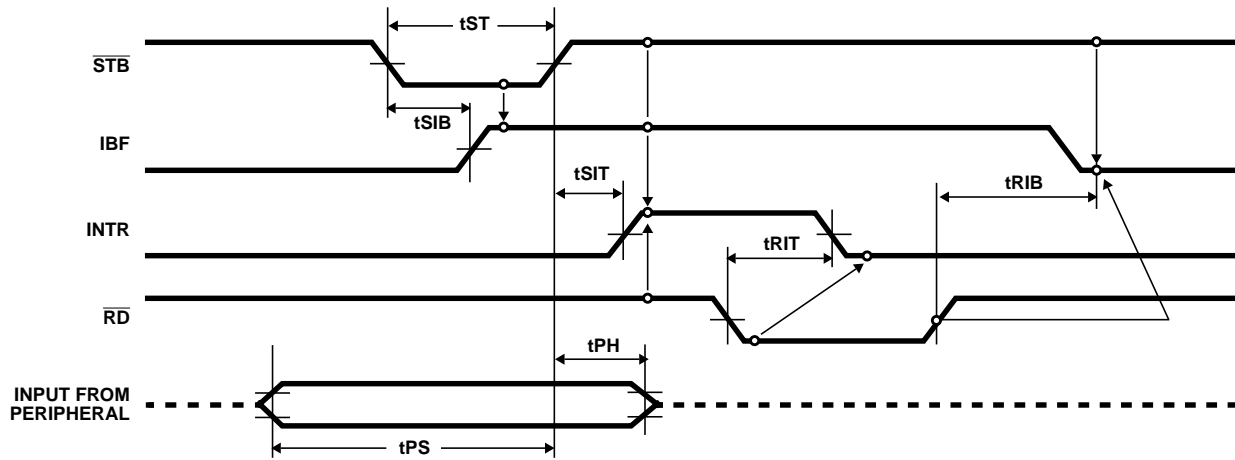 tST
STB
tSIB
IBF
tSIT
tRIB
INTR
tRIT
RD
tPH
INPUT FROM
PERIPHERAL
tPS